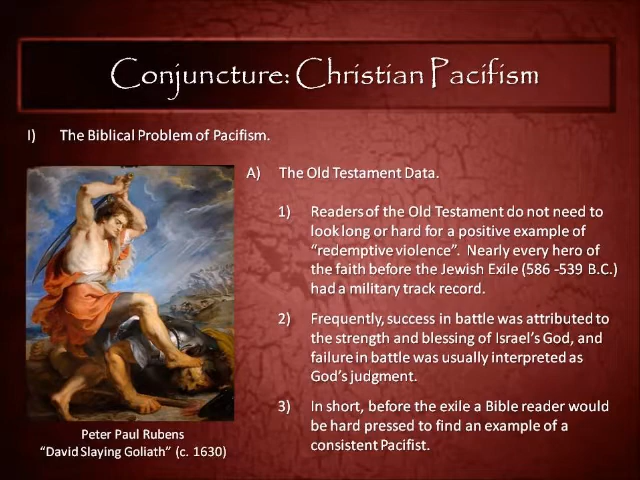 Conjuncture: Christian Pacifism
I) The Biblical Problem of Pacifism.
A) The Old Testament Data.
1) Readers of the Old Testament do not need to
look long or hard for a positive example of
“redemptive violence”. Nearly every hero of
the faith before the Jewish Exile (586 -539 B.C.)
had a military track record.
2) Frequently, success in battle was attributed to
the strength and blessing of Israel’s God, and
failure in battle was usually interpreted as
God’s judgment.
3) In short, before the exile a Bible reader would
be hard pressed to find an example of a
consistent Pacifist.
Peter Paul Rubens
“David Slaying Goliath” (c. 1630)